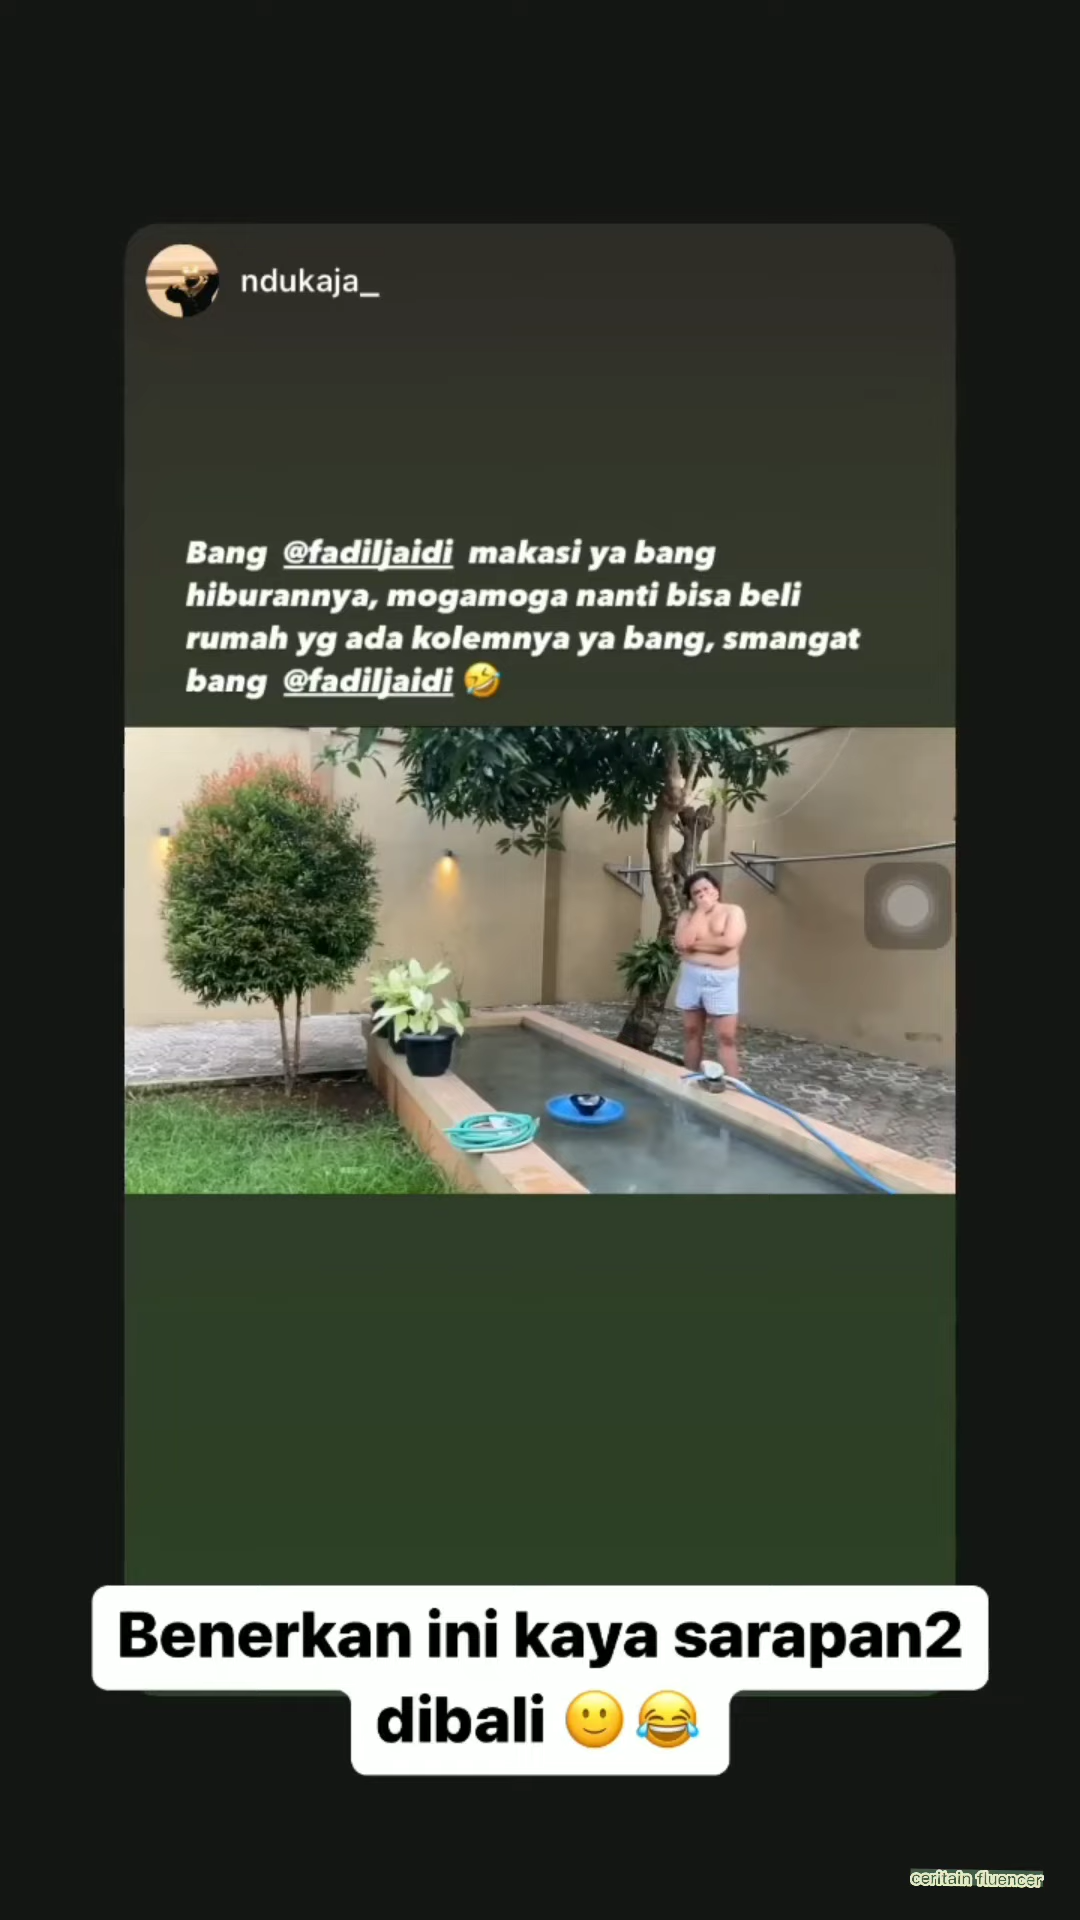 ndukaja_
Bang @fadiljaidi makasi ya bang
hiburannya, mogamoga nanti bisa beli
rumah yg ada kolemnya ya bang, smangat
bang @fadiljaidi 🤣
Benerkan ini kaya sarapan2
dibali 🙂😂
ceritain fluencer